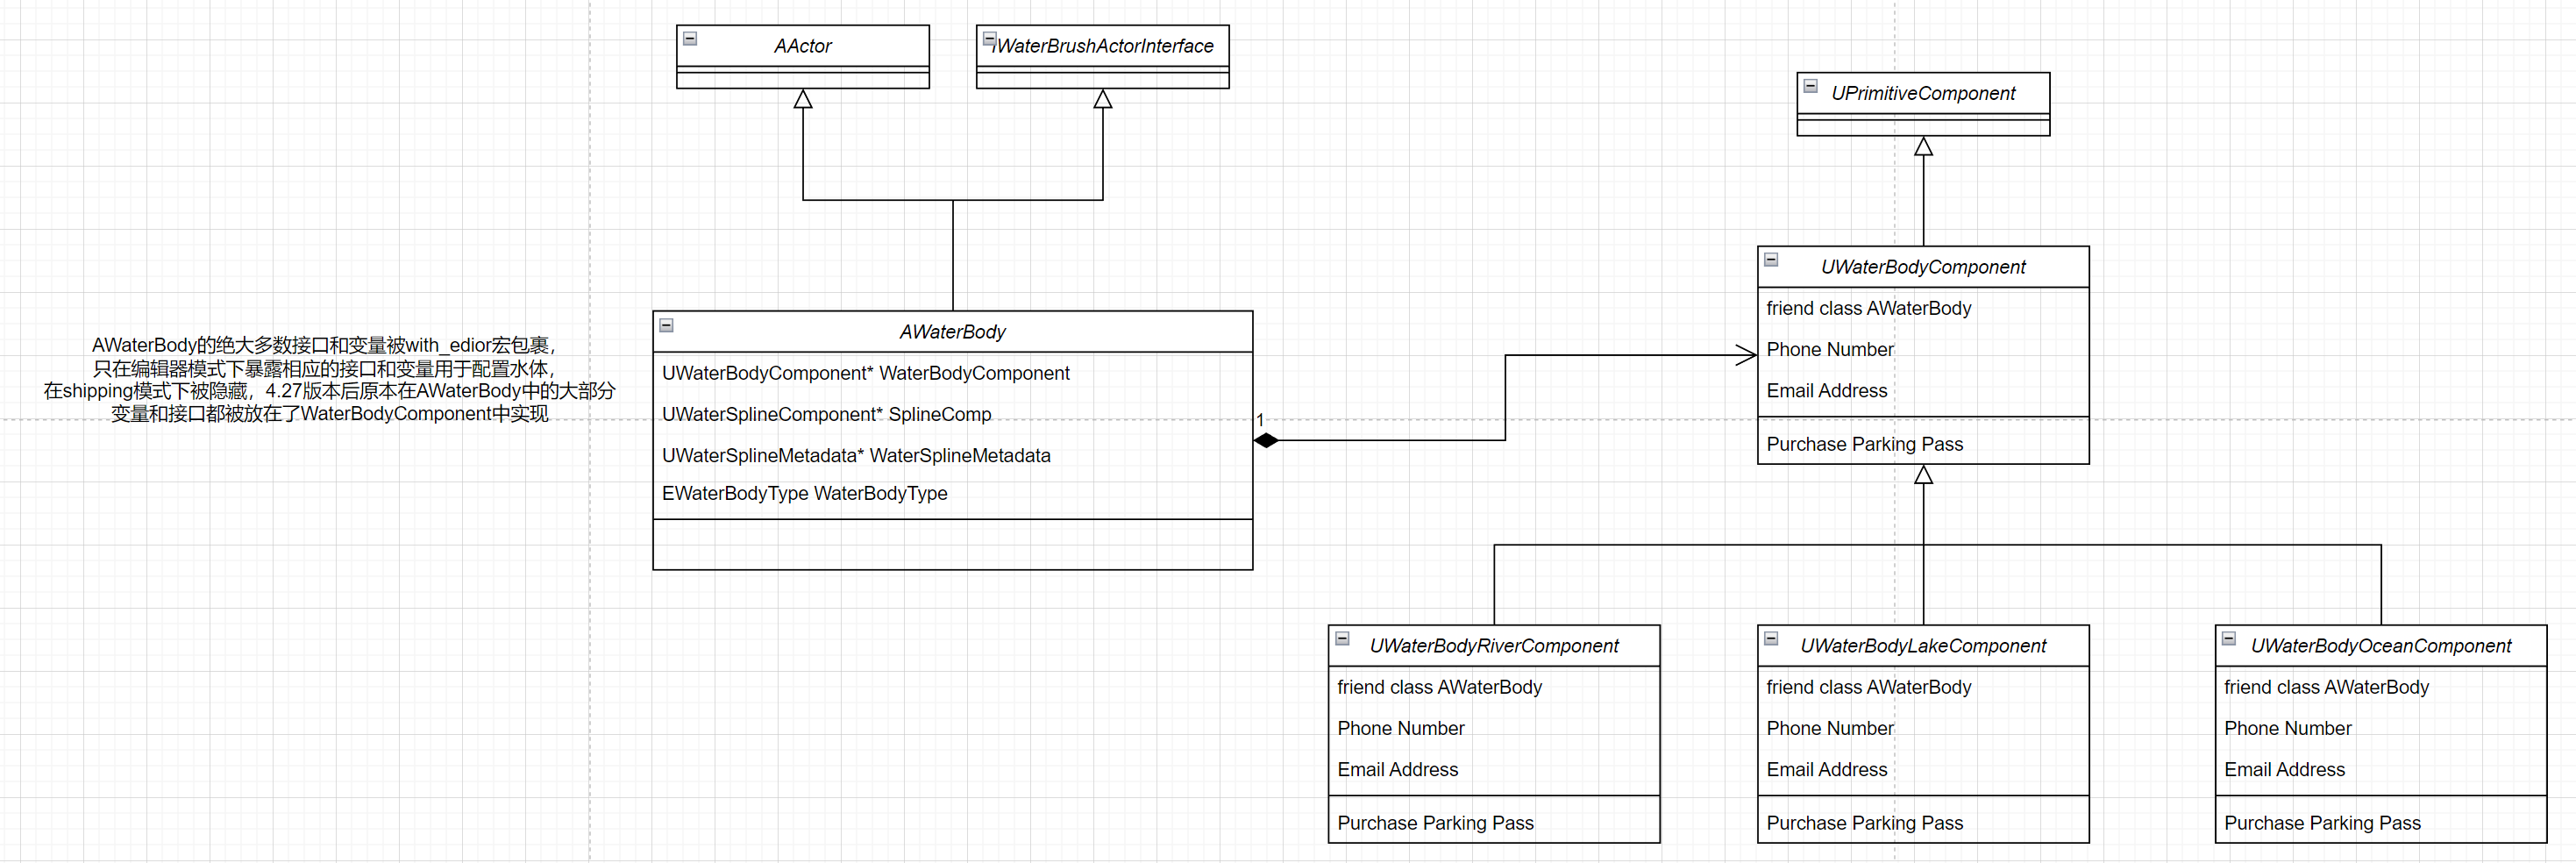 AActor
IWaterBrushActorInterface
UPrimitiveComponent
AWaterBody的绝大多数接口和变量被with_edior宏包裹，
只在编辑器模式下暴露相应的接口和变量用于配置水体，
在shipping模式下被隐藏，4.27版本后原本在AWaterBody中的大部分
变量和接口都被放在了WaterBodyComponent中实现
AWaterBody
UWaterBodyComponent* WaterBodyComponent
UWaterSplineComponent* SplineComp
UWaterSplineMetadata* WaterSplineMetadata
EWaterBodyType WaterBodyType
1
UWaterBodyComponent
friend class AWaterBody
Phone Number
Email Address
Purchase Parking Pass
UWaterBodyRiverComponent
friend class AWaterBody
Phone Number
Email Address
Purchase Parking Pass
UWaterBodyLakeComponent
friend class AWaterBody
Phone Number
Email Address
Purchase Parking Pass
UWaterBodyOceanComponent
friend class AWaterBody
Phone Number
Email Address
Purchase Parking Pass